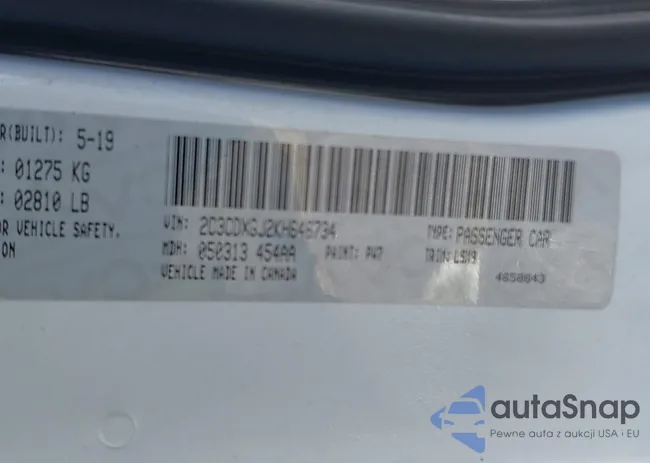 R(BUILT): 5-19
: 01275 KG
: 02810 LB
OR VEHICLE SAFETY.
ON
VIN: 2C3CDXGJ2KH646734 TYPE: PASSENGER CAR
MDH: 050313 454AA PAINT: PW7 TRIM: LSX9
VEHICLE MADE IN CANADA 4650843
autaSnap
Pewne auta z aukcji USA i EU